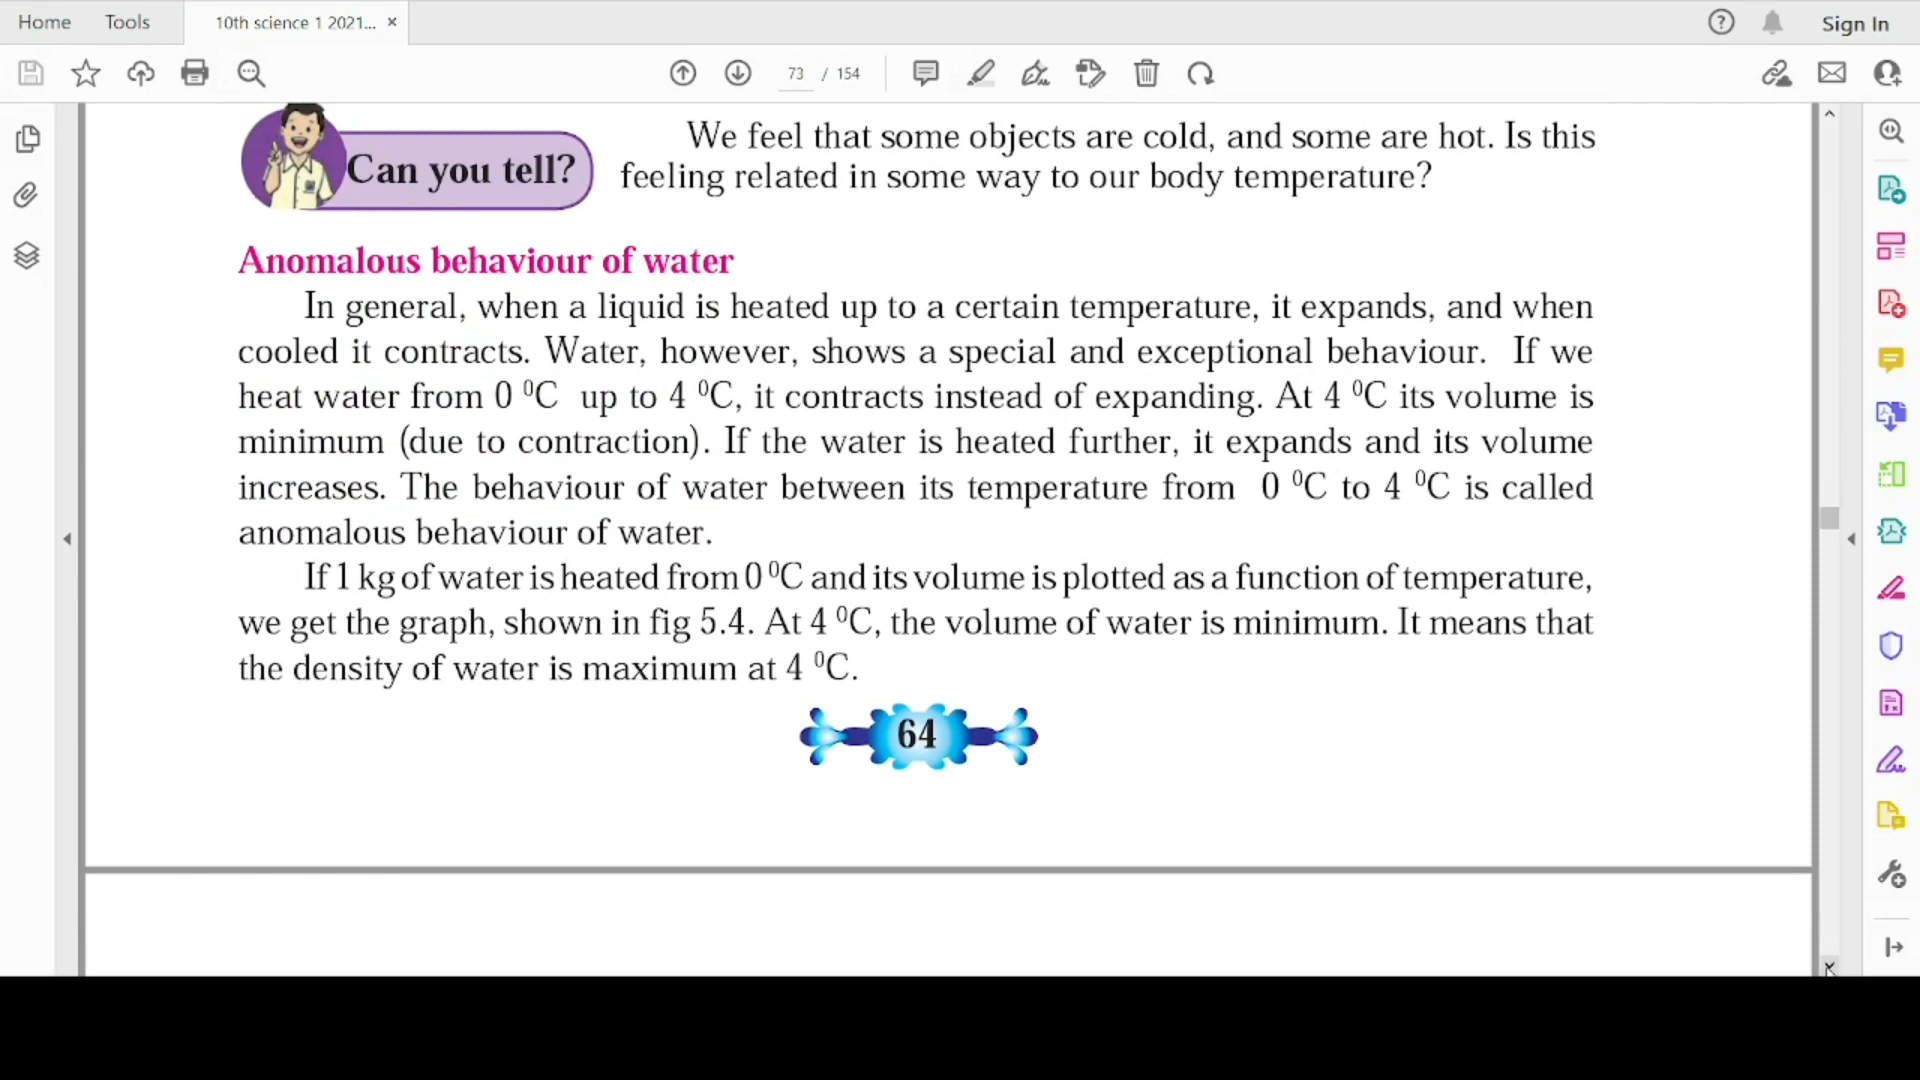 Home Tools 10th science 1 2021... × Sign In
73 / 154
Can you tell?
We feel that some objects are cold, and some are hot. Is this
feeling related in some way to our body temperature?
Anomalous behaviour of water
In general, when a liquid is heated up to a certain temperature, it expands, and when
cooled it contracts. Water, however, shows a special and exceptional behaviour. If we
heat water from 0 ⁰C up to 4 ⁰C, it contracts instead of expanding. At 4 ⁰C its volume is
minimum (due to contraction). If the water is heated further, it expands and its volume
increases. The behaviour of water between its temperature from 0 ⁰C to 4 ⁰C is called
anomalous behaviour of water.
If 1 kg of water is heated from 0 ⁰C and its volume is plotted as a function of temperature,
we get the graph, shown in fig 5.4. At 4 ⁰C, the volume of water is minimum. It means that
the density of water is maximum at 4 ⁰C.
64